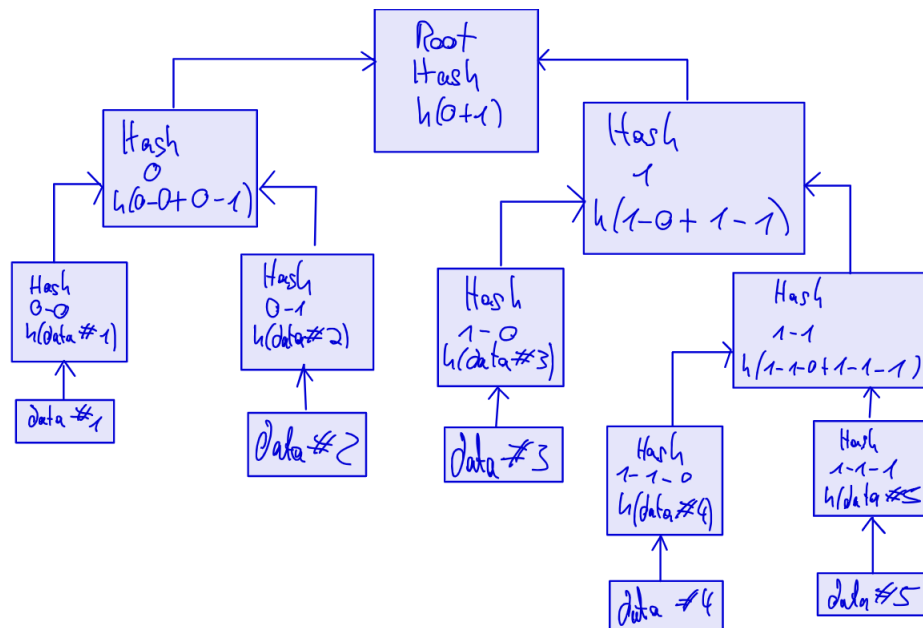 Root
Hash
h(0+1)
Hash
0
h(0-0+0-1)
Hash
1
h(1-0+1-1)
Hash
0-0
h(data#1)
Hash
0-1
h(data#2)
Hash
1-0
h(data#3)
Hash
1-1
h(1-1-0+1-1-1)
data #1
data #2
data #3
Hash
1-1-0
h(data#4)
Hash
1-1-1
h(data#5
data #4
data #5